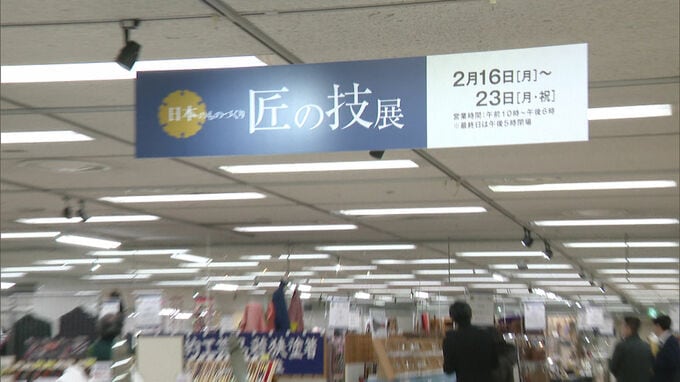 日本のものづくり
匠の技展
2月16日[月]～
23日[月・祝]
営業時間：午前10時～午後6時
※最終日は午後5時閉場